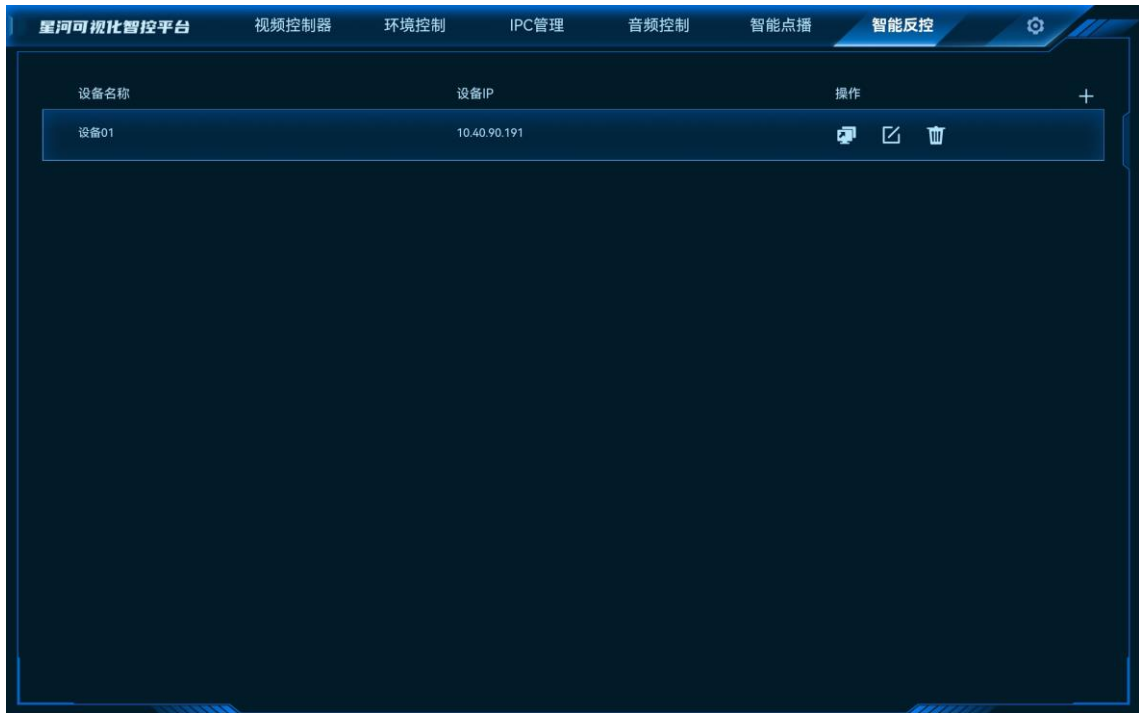 星河可视化智控平台 视频控制器 环境控制 IPC管理 音频控制 智能点播 智能反控
设备名称 设备IP 操作
设备01 10.40.90.191